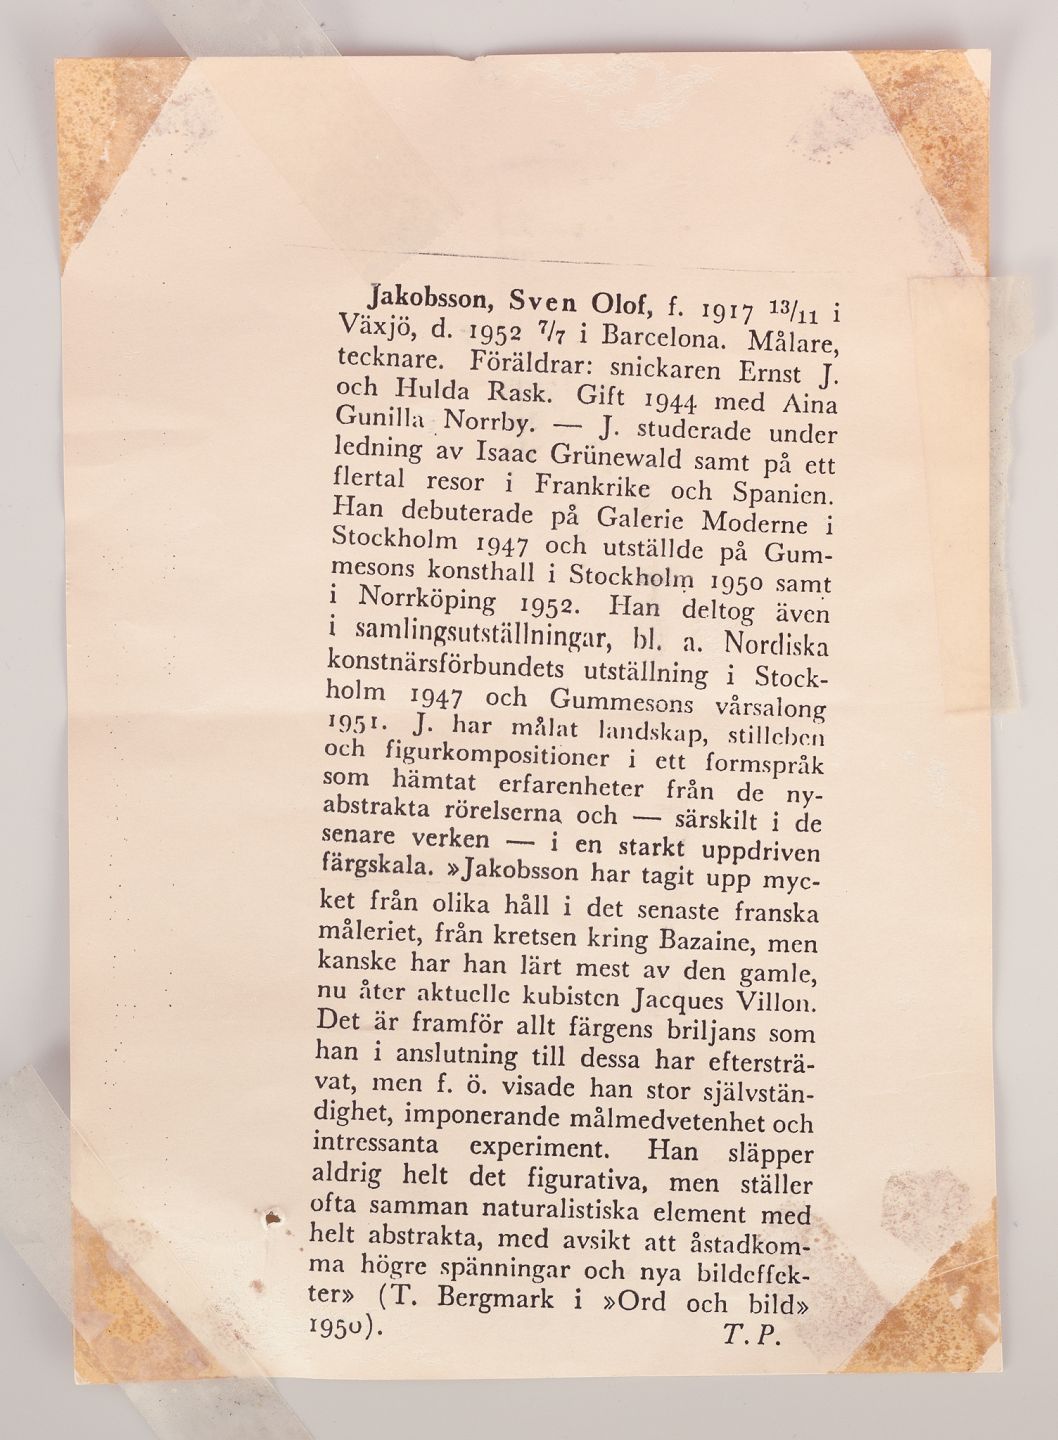 Jakobsson, Sven Olof, f. 1917 13/11 i
Växjö, d. 1952 7/7 i Barcelona. Målare,
tecknare. Föräldrar: snickaren Ernst J.
och Hulda Rask. Gift 1944 med Aina
Gunilla Norrby. — J. studerade under
ledning av Isaac Grünewald samt på ett
flertal resor i Frankrike och Spanien.
Han debuterade på Galerie Moderne i
Stockholm 1947 och utställde på Gum-
mesons konsthall i Stockholm 1950 samt
i Norrköping 1952. Han deltog även
i samlingsutställningar, bl. a. Nordiska
konstnärsförbundets utställning i Stock-
holm 1947 och Gummesons vårsalong
1951. J. har målat landskap, stilleben
och figurkompositioner i ett formspråk
som hämtat erfarenheter från de ny-
abstrakta rörelserna och — särskilt i de
senare verken — i en starkt uppdriven
färgskala. »Jakobsson har tagit upp myc-
ket från olika håll i det senaste franska
måleriet, från kretsen kring Bazaine, men
kanske har han lärt mest av den gamle,
nu åter aktuelle kubisten Jacques Villon.
Det är framför allt färgens briljans som
han i anslutning till dessa har eftersträ-
vat, men f. ö. visade han stor självstän-
dighet, imponerande målmedvetenhet och
intressanta experiment. Han släpper
aldrig helt det figurativa, men ställer
ofta samman naturalistiska element med
helt abstrakta, med avsikt att åstadkom-
ma högre spänningar och nya bildeffek-
ter» (T. Bergmark i »Ord och bild»
1950). T. P.